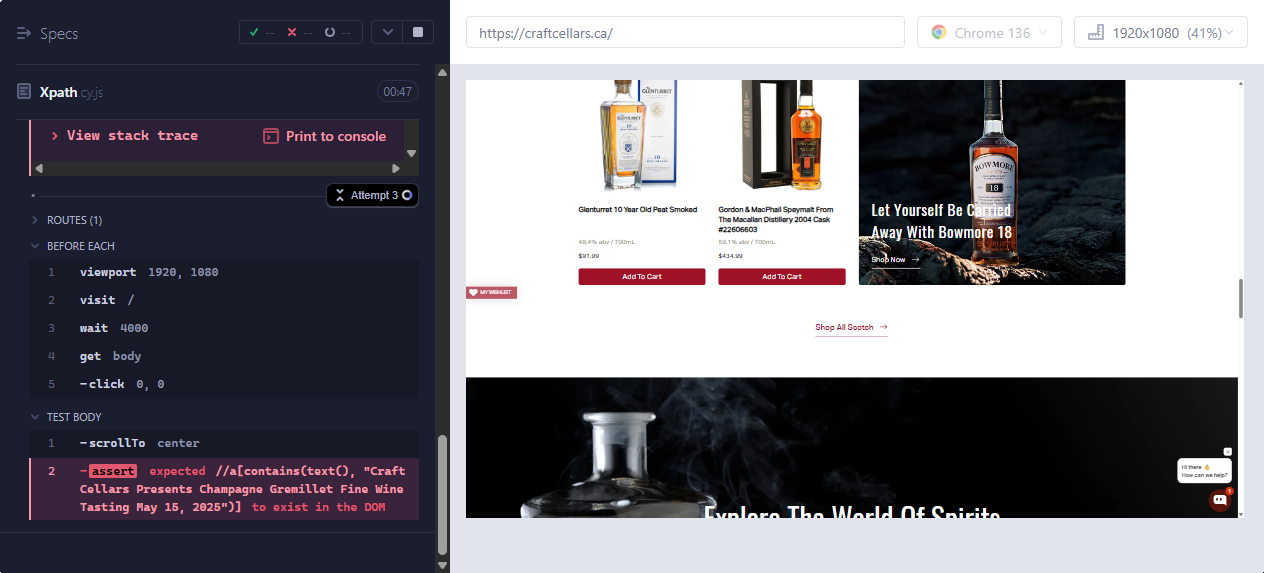 Specs
--
--
--
Xpath.cy.js
00:47
View stack trace
Print to console
Attempt 3
ROUTES (1)
BEFORE EACH
1 viewport 1920, 1080
2 visit /
3 wait 4000
4 get body
5 -click 0, 0
TEST BODY
1 -scrollTo center
2 -assert expected //a[contains(text(), "Craft
Cellars Presents Champagne Gremillet Fine Wine
Tasting May 15, 2025")] to exist in the DOM
https://craftcellars.ca/
Chrome 136
1920x1080 (41%)
GLENTURRET
BOWMORE
18
Glenturret 10 Year Old Peat Smoked
48.4% abv / 700mL
$91.99
Add To Cart
Gordon & MacPhail Speymalt From
The Macallan Distillery 2004 Cask
#22606603
59.1% abv / 700mL
$434.99
Add To Cart
Let Yourself Be Carried
Away With Bowmore 18
Shop Now →
MY WISHLIST
Shop All Scotch →
Explore The World Of Spirits
Hi there 👋
How can we help?